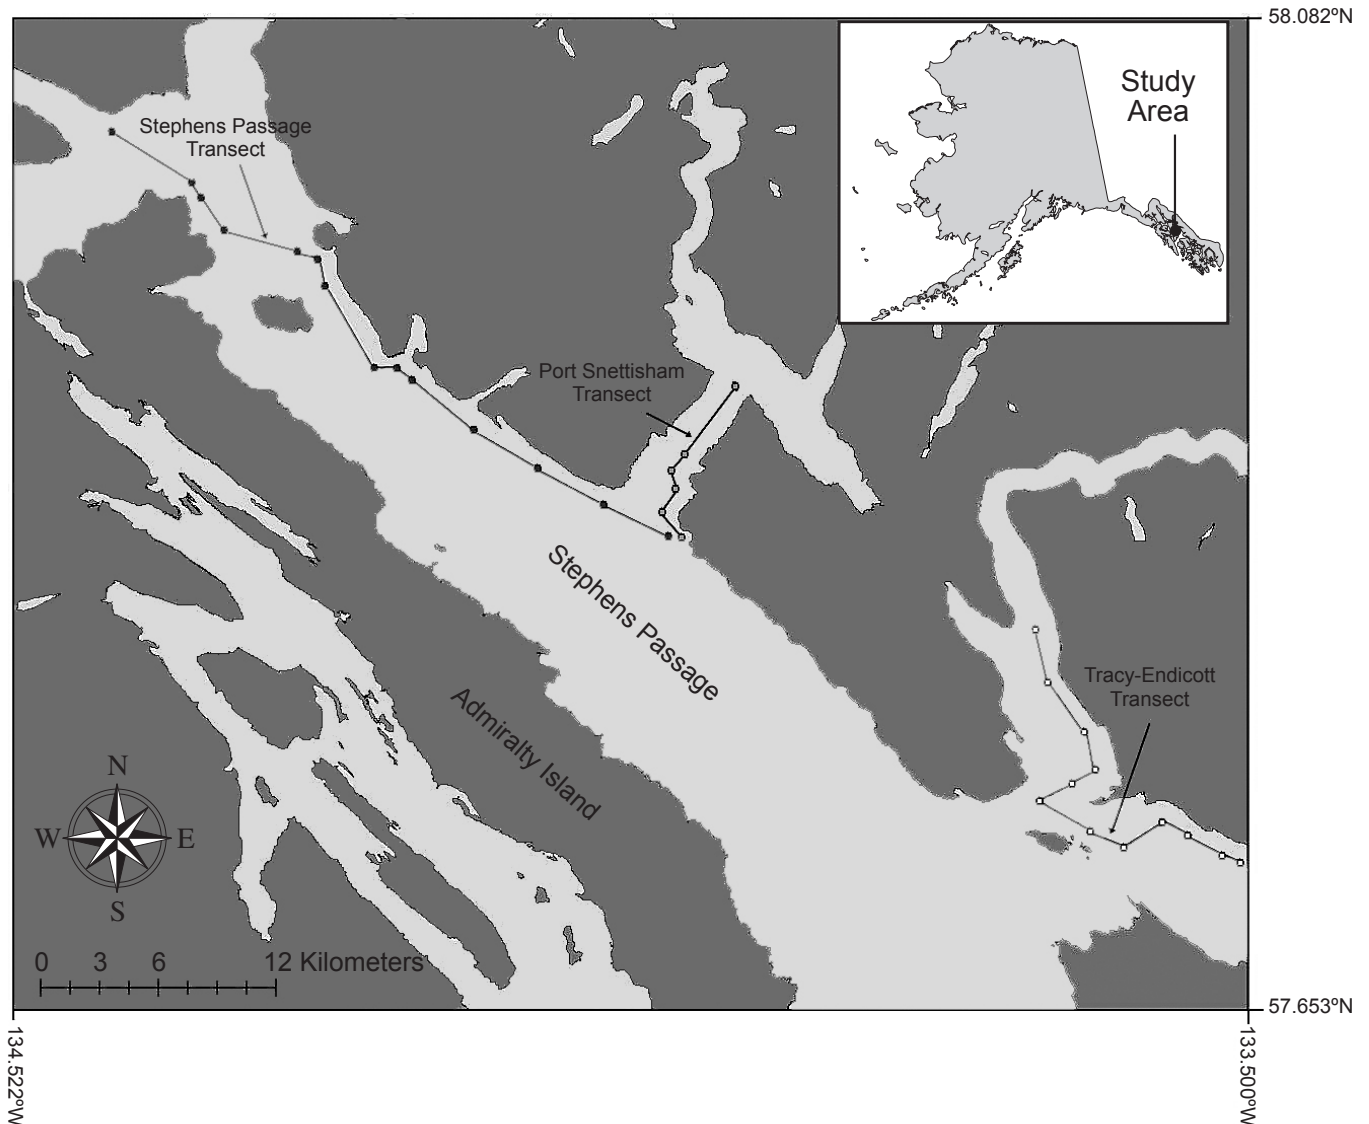 58.082ºN
Study
Area
Stephens Passage
Transect
Port Snettisham
Transect
Stephens Passage
Admiralty Island
Tracy-Endicott
Transect
N
W
E
S
0 3 6 12 Kilometers
57.653ºN
134.522ºW
133.500ºW